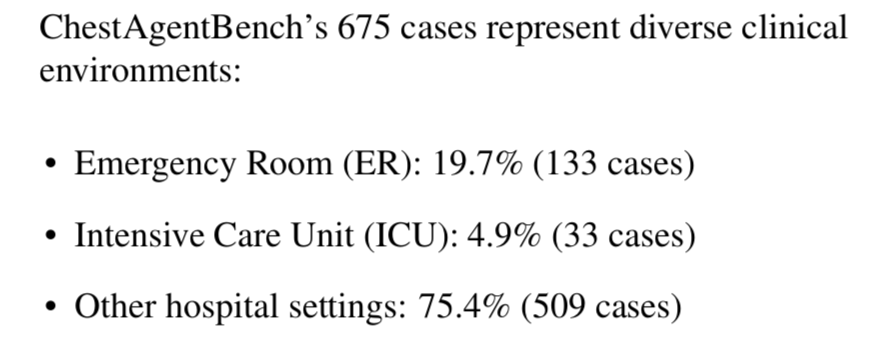 ChestAgentBench's 675 cases represent diverse clinical
environments:
• Emergency Room (ER): 19.7% (133 cases)
• Intensive Care Unit (ICU): 4.9% (33 cases)
• Other hospital settings: 75.4% (509 cases)